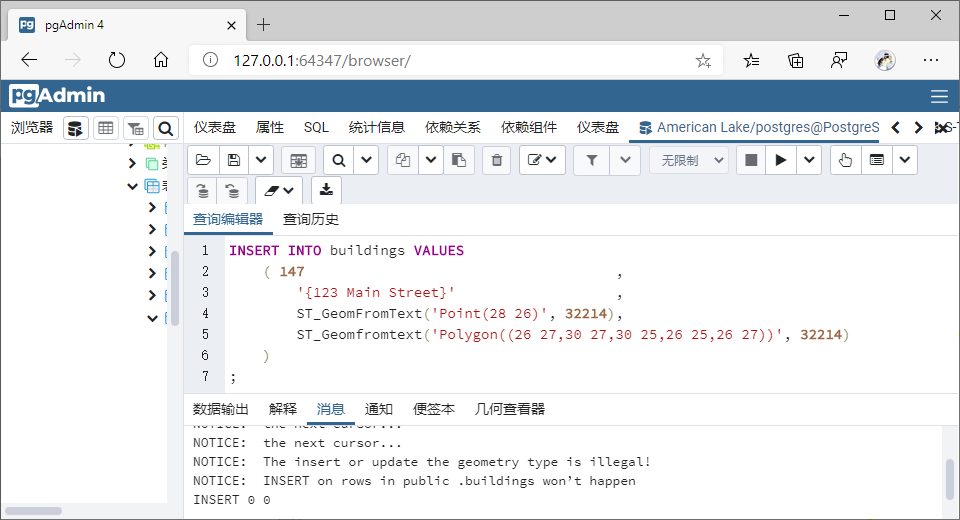 pgAdmin 4
127.0.0.1:64347/browser/
pgAdmin
浏览器
仪表盘 属性 SQL 统计信息 依赖关系 依赖组件 仪表盘 American Lake/postgres@PostgreS
无限制
查询编辑器 查询历史
1 INSERT INTO buildings VALUES
2 ( 147 ,
3 '{123 Main Street}' ,
4 ST_GeomFromText('Point(28 26)', 32214),
5 ST_Geomfromtext('Polygon((26 27,30 27,30 25,26 25,26 27))', 32214)
6 )
7 ;
数据输出 解释 消息 通知 便签本 几何查看器
NOTICE: the next cursor...
NOTICE: the next cursor...
NOTICE: The insert or update the geometry type is illegal!
NOTICE: INSERT on rows in public .buildings won’t happen
INSERT 0 0